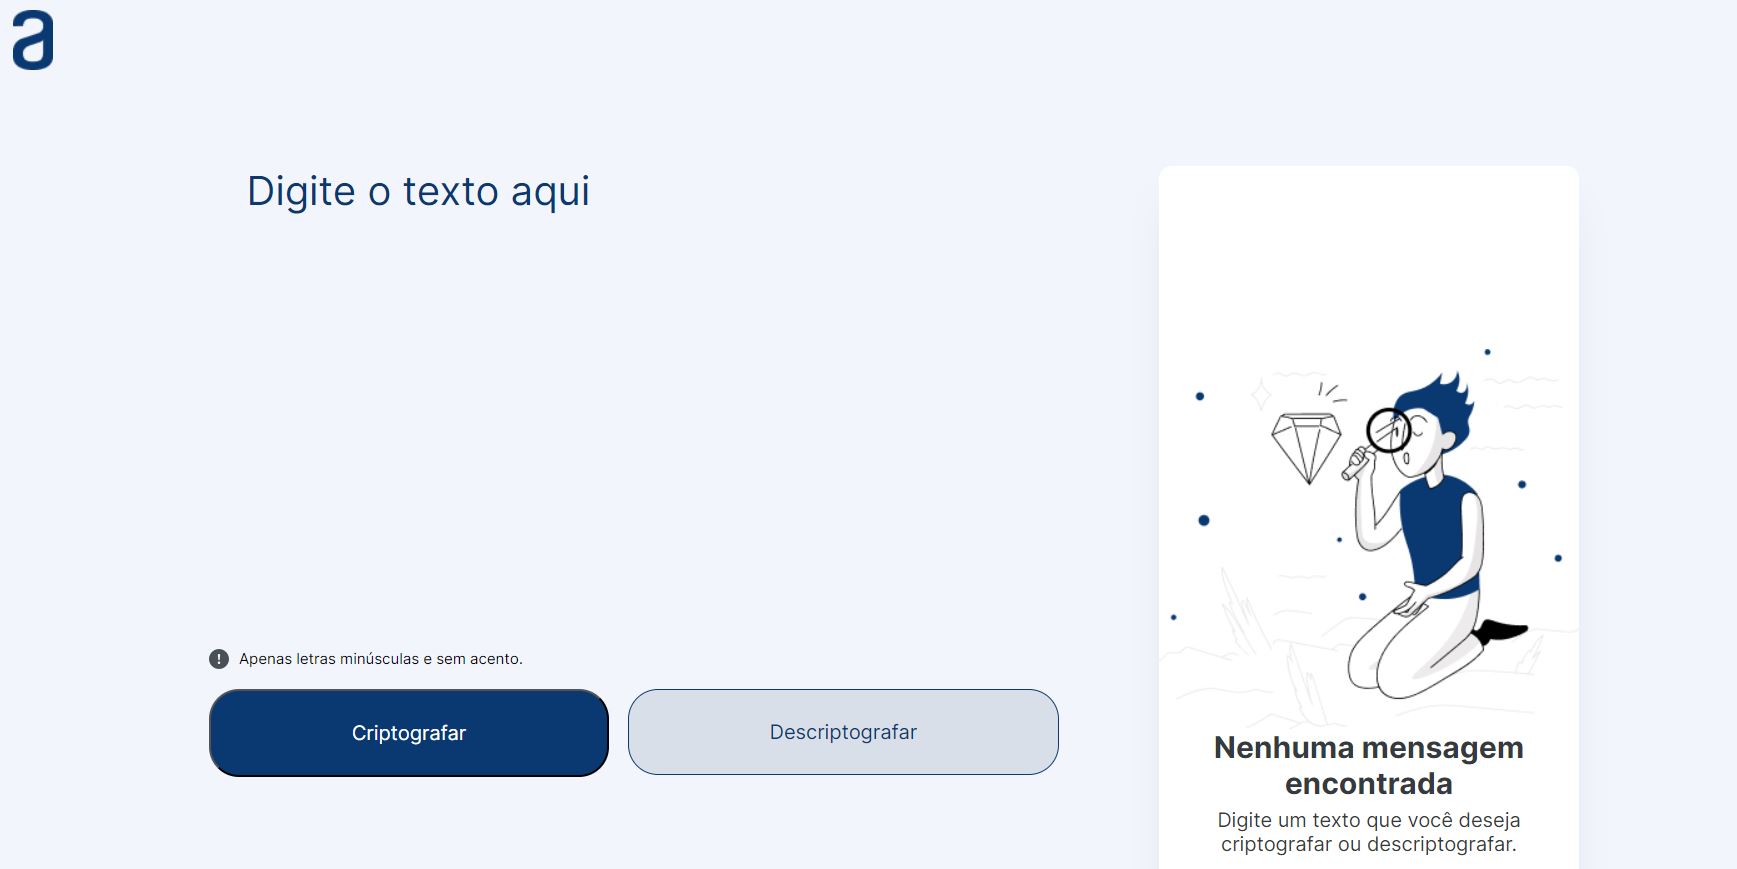 a
Digite o texto aqui
Apenas letras minúsculas e sem acento.
Criptografar
Descriptografar
Nenhuma mensagem
encontrada
Digite um texto que você deseja
criptografar ou descriptografar.